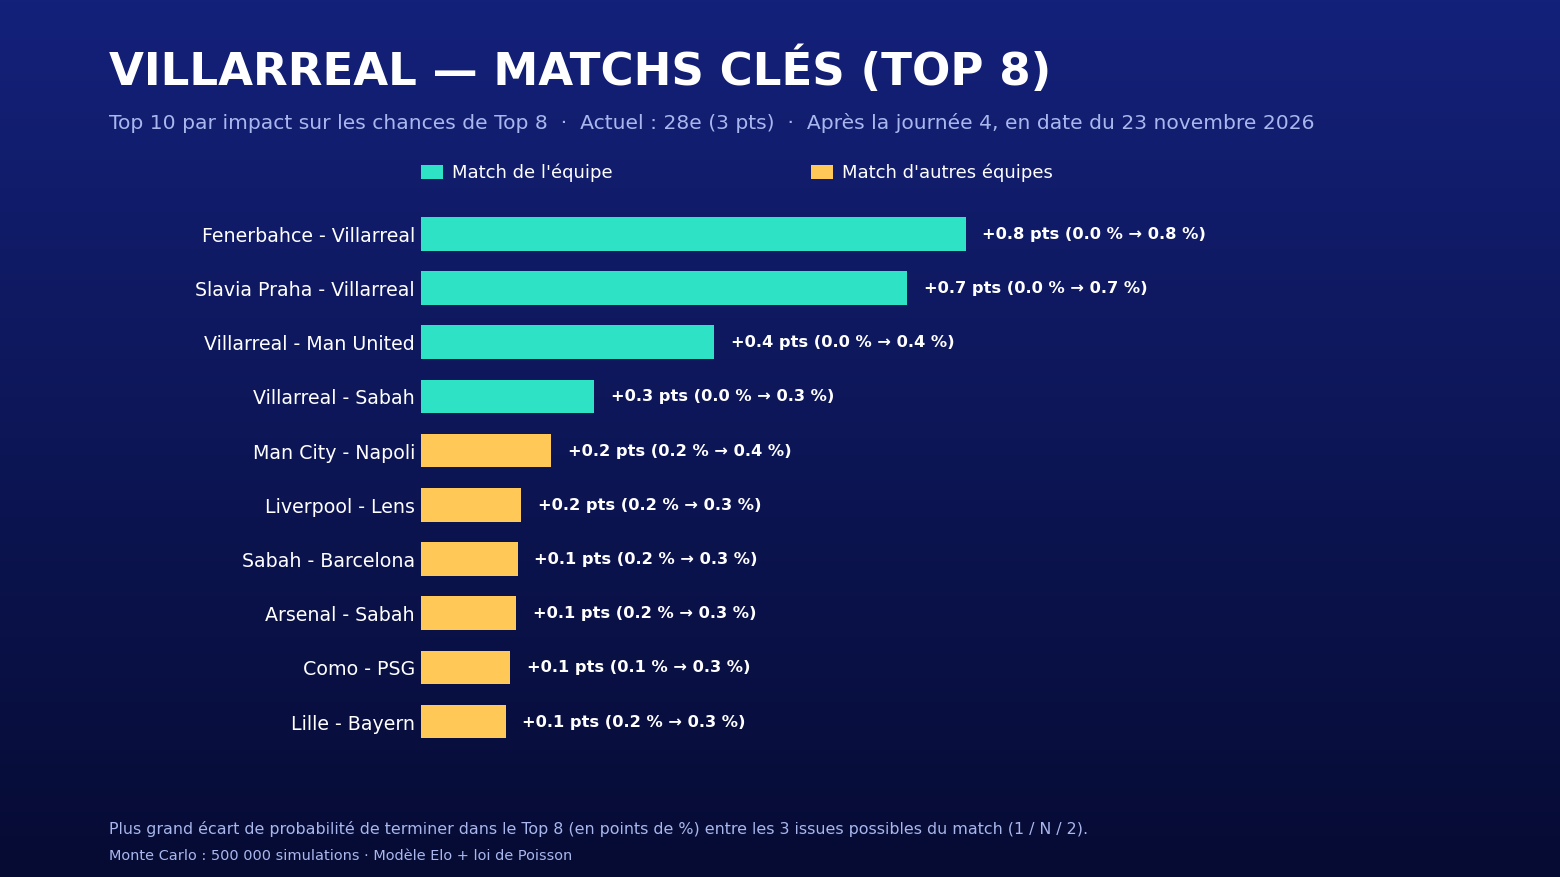 VILLARREAL — MATCHS CLÉS (TOP 8)
Top 10 par impact sur les chances de Top 8 · Actuel : 28e (3 pts) · Après la journée 4, en date du 23 novembre 2026
Match de l'équipe
Match d'autres équipes
Fenerbahce - Villarreal +0.8 pts (0.0 % → 0.8 %)
Slavia Praha - Villarreal +0.7 pts (0.0 % → 0.7 %)
Villarreal - Man United +0.4 pts (0.0 % → 0.4 %)
Villarreal - Sabah +0.3 pts (0.0 % → 0.3 %)
Man City - Napoli +0.2 pts (0.2 % → 0.4 %)
Liverpool - Lens +0.2 pts (0.2 % → 0.3 %)
Sabah - Barcelona +0.1 pts (0.2 % → 0.3 %)
Arsenal - Sabah +0.1 pts (0.2 % → 0.3 %)
Como - PSG +0.1 pts (0.1 % → 0.3 %)
Lille - Bayern +0.1 pts (0.2 % → 0.3 %)
Plus grand écart de probabilité de terminer dans le Top 8 (en points de %) entre les 3 issues possibles du match (1 / N / 2).
Monte Carlo : 500 000 simulations · Modèle Elo + loi de Poisson